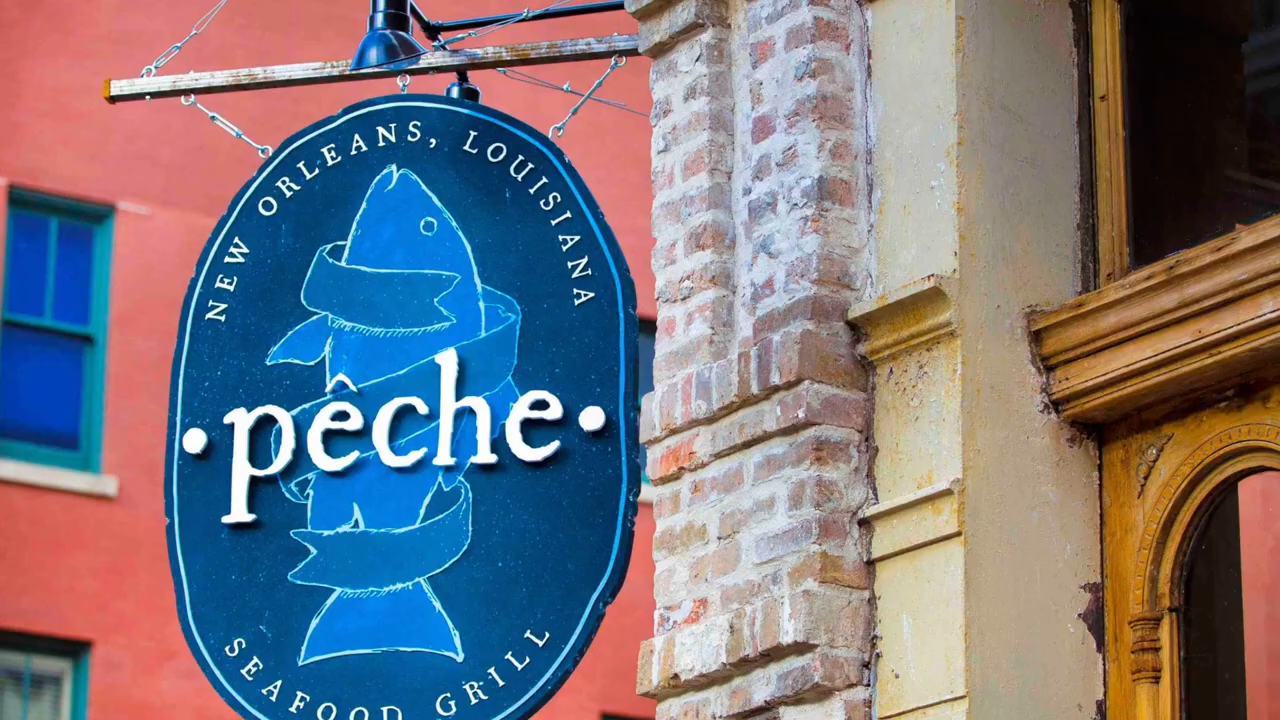 NEW ORLEANS, LOUISIANA
• pêche •
SEAFOOD GRILL